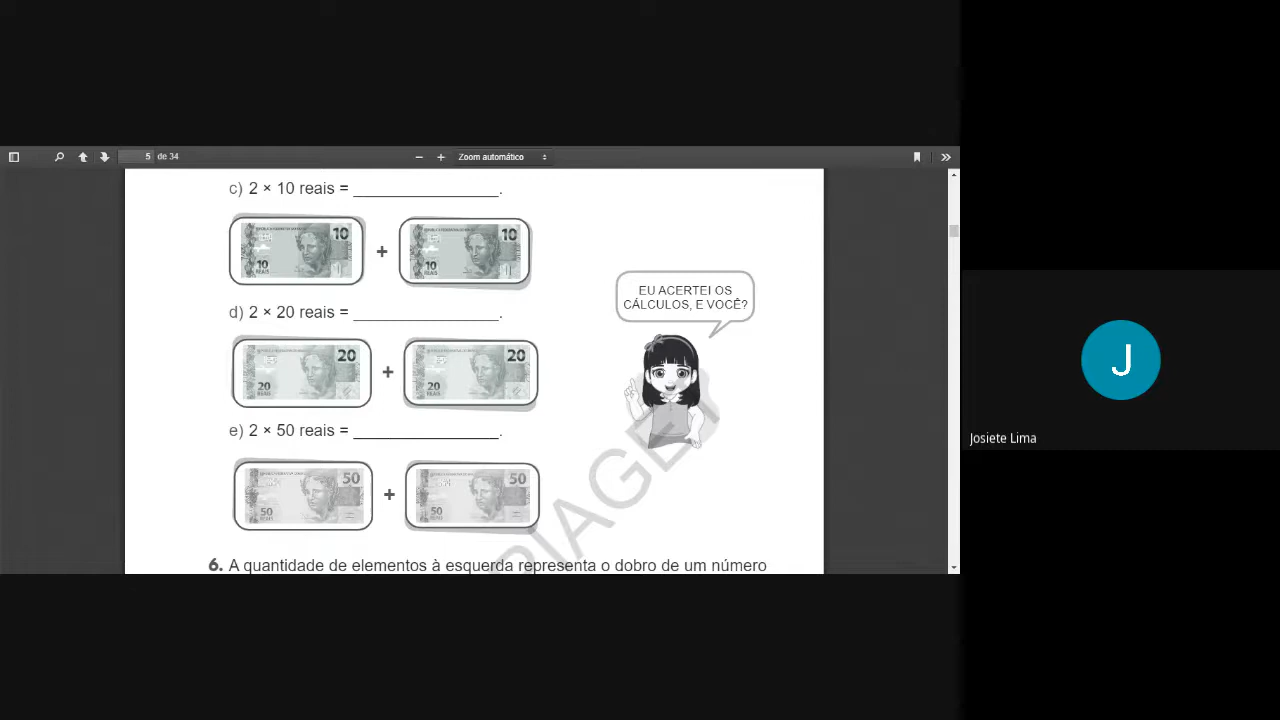 5 de 34
Zoom automático
c) 2 × 10 reais = ________________.
10
10
REAIS
+
10
10
REAIS
EU ACERTEI OS
CÁLCULOS, E VOCÊ?
d) 2 × 20 reais = ________________.
20
20
REAIS
+
20
20
REAIS
e) 2 × 50 reais = ________________.
50
50
REAIS
+
50
50
REAIS
PIAGET
6. A quantidade de elementos à esquerda representa o dobro de um número
J
Josiete Lima